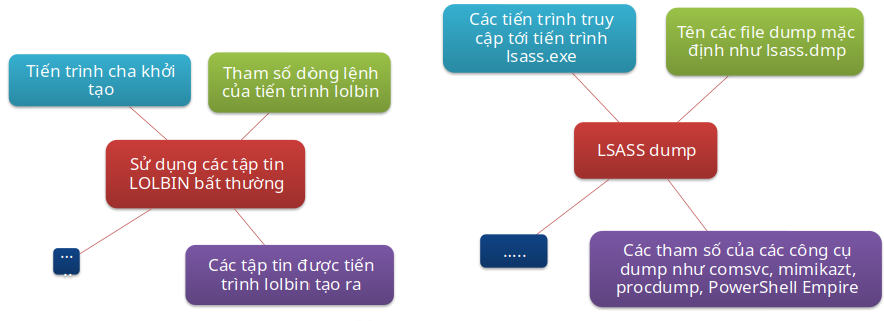 Tiến trình cha khởi
tạo
Tham số dòng lệnh
của tiến trình lolbin
Sử dụng các tập tin
LOLBIN bất thường
...
..
Các tập tin được tiến
trình lolbin tạo ra
Các tiến trình truy
cập tới tiến trình
lsass.exe
Tên các file dump mặc
định như lsass.dmp
LSASS dump
.....
Các tham số của các công cụ
dump như comsvc, mimikazt,
procdump, PowerShell Empire